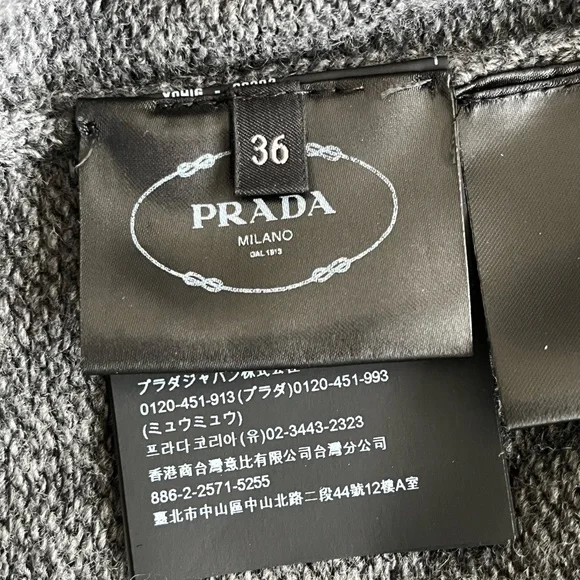 36
PRADA
MILANO
DAL 1913
プラダジャパン株式会社
0120-451-913(プラダ)0120-451-993
(ミュウミュウ)
프라다코리아(유)02-3443-2323
香港商台灣意比有限公司台灣分公司
886-2-2571-5255
臺北市中山區中山北路二段44號12樓A室